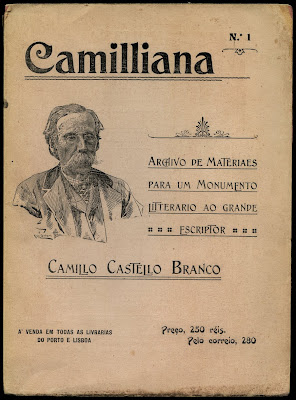 N.º 1
Camilliana
Archivo de Materiaes
para um Monumento
Litterario ao grande
escriptor
Camillo Castéllo Branco
A' VENDA EM TODAS AS LIVRARIAS
DO PORTO E LISBOA
Preço, 250 réis.
Pelo correio, 280